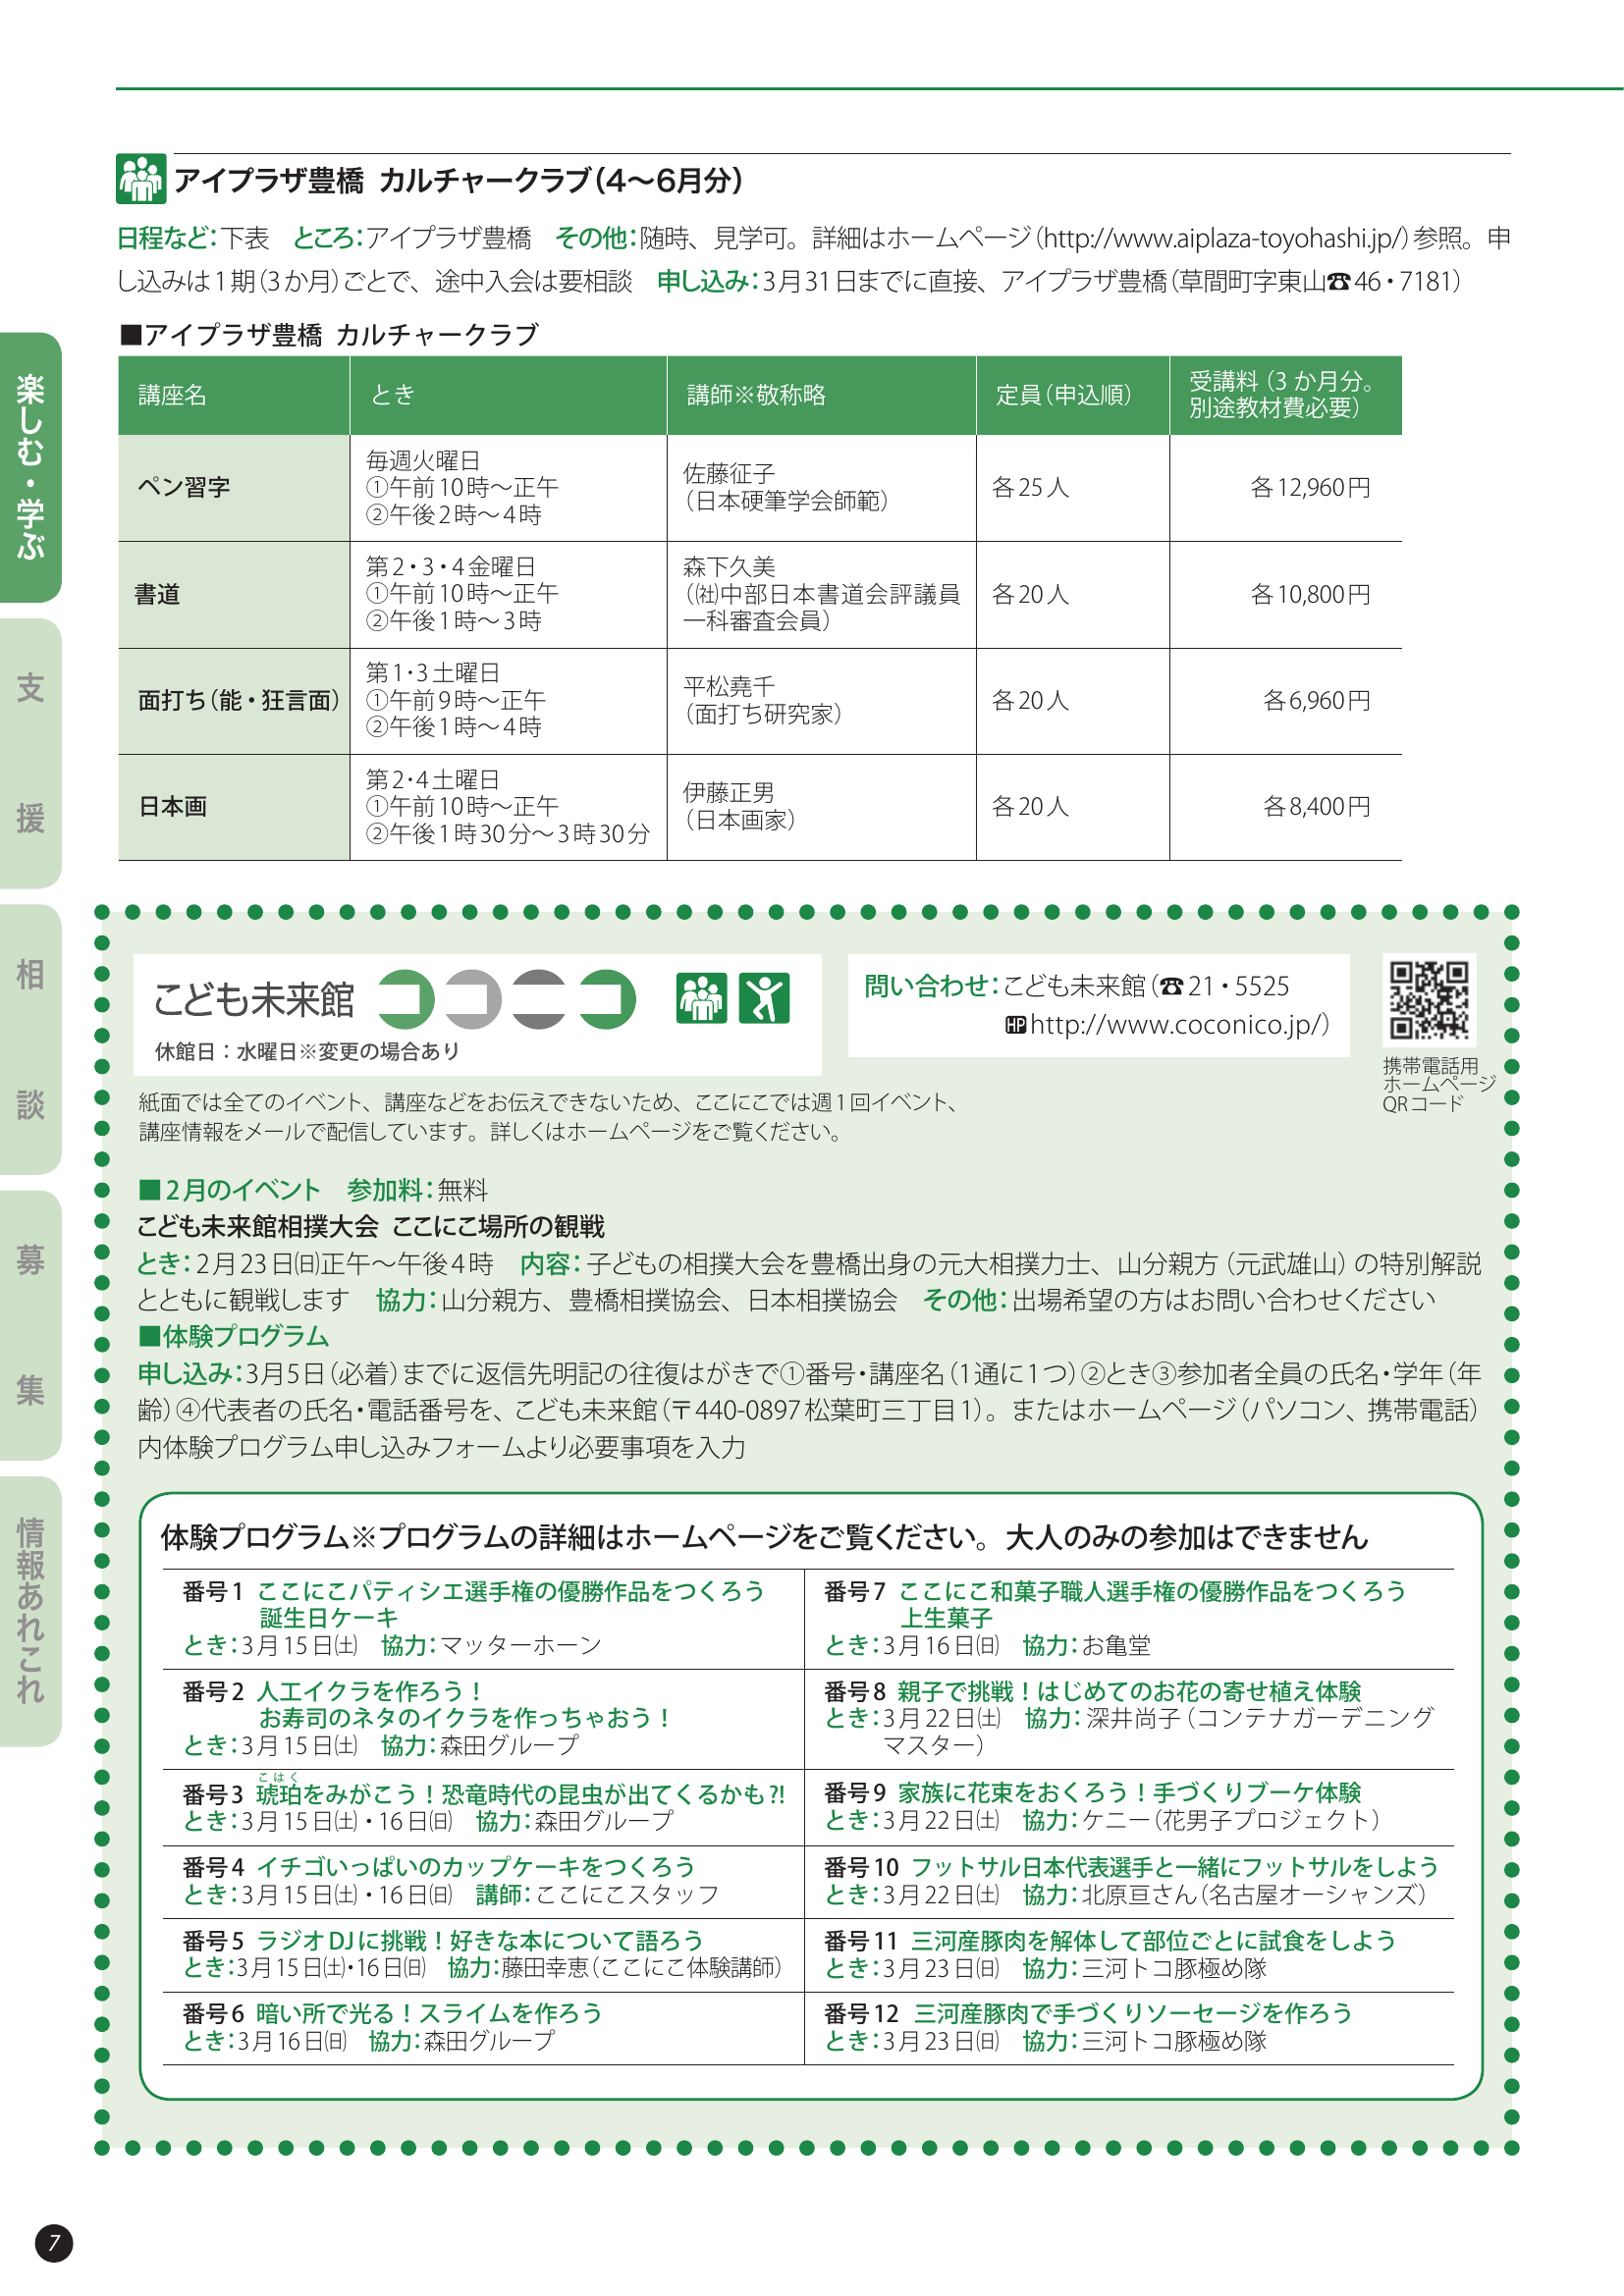 アイプラザ豊橋 カルチャークラブ（4～6月分）
日程など：下表　ところ：アイプラザ豊橋　その他：随時、見学可。詳細はホームページ（http://www.aiplaza-toyohashi.jp/）参照。申
し込みは1期（3か月）ごとで、途中入会は要相談　申し込み：3月31日までに直接、アイプラザ豊橋（草間町字東山☎46・7181）
■アイプラザ豊橋 カルチャークラブ
講座名
とき
講師※敬称略
定員（申込順）
受講料（3か月分。
別途教材費必要）
ペン習字
毎週火曜日
①午前10時～正午
②午後2時～4時
佐藤征子
（日本硬筆学会師範）
各25人
各12,960円
書道
第2・3・4金曜日
①午前10時～正午
②午後1時～3時
森下久美
（㈳中部日本書道会評議員
一科審査会員）
各20人
各10,800円
面打ち（能・狂言面）
第1・3土曜日
①午前9時～正午
②午後1時～4時
平松堯千
（面打ち研究家）
各20人
各6,960円
日本画
第2・4土曜日
①午前10時～正午
②午後1時30分～3時30分
伊藤正男
（日本画家）
各20人
各8,400円
楽しむ・学ぶ
支援
相談
募集
情報あれこれ
こども未来館 ココニコ
休館日：水曜日※変更の場合あり
問い合わせ：こども未来館（☎21・5525
HP http://www.coconico.jp/）
携帯電話用
ホームページ
QRコード
紙面では全てのイベント、講座などをお伝えできないため、ここにこでは週1回イベント、
講座情報をメールで配信しています。詳しくはホームページをご覧ください。
■2月のイベント　参加料：無料
こども未来館相撲大会 ここにこ場所の観戦
とき：2月23日㈰正午～午後4時　内容：子どもの相撲大会を豊橋出身の元大相撲力士、山分親方（元武雄山）の特別解説
とともに観戦します　協力：山分親方、豊橋相撲協会、日本相撲協会　その他：出場希望の方はお問い合わせください
■体験プログラム
申し込み：3月5日（必着）までに返信先明記の往復はがきで①番号・講座名（1通に1つ）②とき③参加者全員の氏名・学年（年
齢）④代表者の氏名・電話番号を、こども未来館（〒440-0897松葉町三丁目1）。またはホームページ（パソコン、携帯電話）
内体験プログラム申し込みフォームより必要事項を入力
体験プログラム※プログラムの詳細はホームページをご覧ください。大人のみの参加はできません
番号1 ここにこパティシエ選手権の優勝作品をつくろう
誕生日ケーキ
とき：3月15日㈯　協力：マッターホーン
番号2 人工イクラを作ろう！
お寿司のネタのイクラを作っちゃおう！
とき：3月15日㈯　協力：森田グループ
こはく
番号3 琥珀をみがこう！恐竜時代の昆虫が出てくるかも?!
とき：3月15日㈯・16日㈰　協力：森田グループ
番号4 イチゴいっぱいのカップケーキをつくろう
とき：3月15日㈯・16日㈰　講師：ここにこスタッフ
番号5 ラジオDJに挑戦！好きな本について語ろう
とき：3月15日㈯・16日㈰　協力：藤田幸恵（ここにこ体験講師）
番号6 暗い所で光る！スライムを作ろう
とき：3月16日㈰　協力：森田グループ
番号7 ここにこ和菓子職人選手権の優勝作品をつくろう
上生菓子
とき：3月16日㈰　協力：お亀堂
番号8 親子で挑戦！はじめてのお花の寄せ植え体験
とき：3月22日㈯　協力：深井尚子（コンテナガーデニング
マスター）
番号9 家族に花束をおくろう！手づくりブーケ体験
とき：3月22日㈯　協力：ケニー（花男子プロジェクト）
番号10 フットサル日本代表選手と一緒にフットサルをしよう
とき：3月22日㈯　協力：北原亘さん（名古屋オーシャンズ）
番号11 三河産豚肉を解体して部位ごとに試食をしよう
とき：3月23日㈰　協力：三河トコ豚極め隊
番号12 三河産豚肉で手づくりソーセージを作ろう
とき：3月23日㈰　協力：三河トコ豚極め隊
7